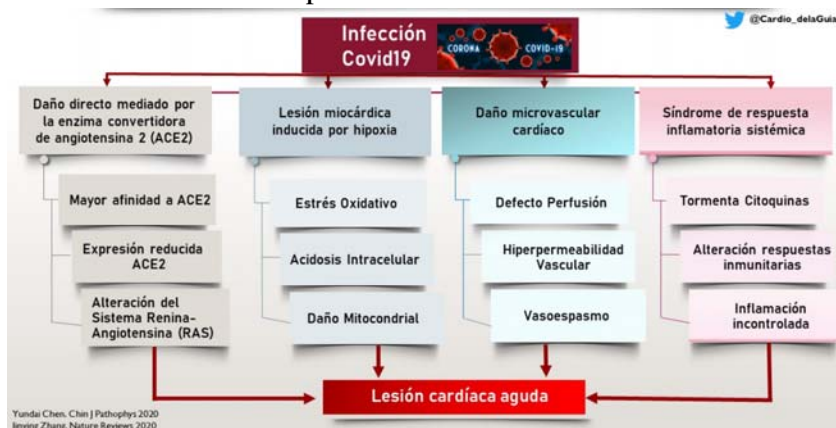 @Cardio_delaGuia
Infección
Covid19
CORONA
COVID-19
Daño directo mediado por
la enzima convertidora
de angiotensina 2 (ACE2)
Mayor afinidad a ACE2
Expresión reducida
ACE2
Alteración del
Sistema Renina-
Angiotensina (RAS)
Lesión miocárdica
inducida por hipoxia
Estrés Oxidativo
Acidosis Intracelular
Daño Mitocondrial
Daño microvascular
cardíaco
Defecto Perfusión
Hiperpermeabilidad
Vascular
Vasoespasmo
Síndrome de respuesta
inflamatoria sistémica
Tormenta Citoquinas
Alteración respuestas
inmunitarias
Inflamación
incontrolada
Lesión cardíaca aguda
Yundai Chen. Chin J Pathophys 2020
Zhang. Nature Reviews 2020